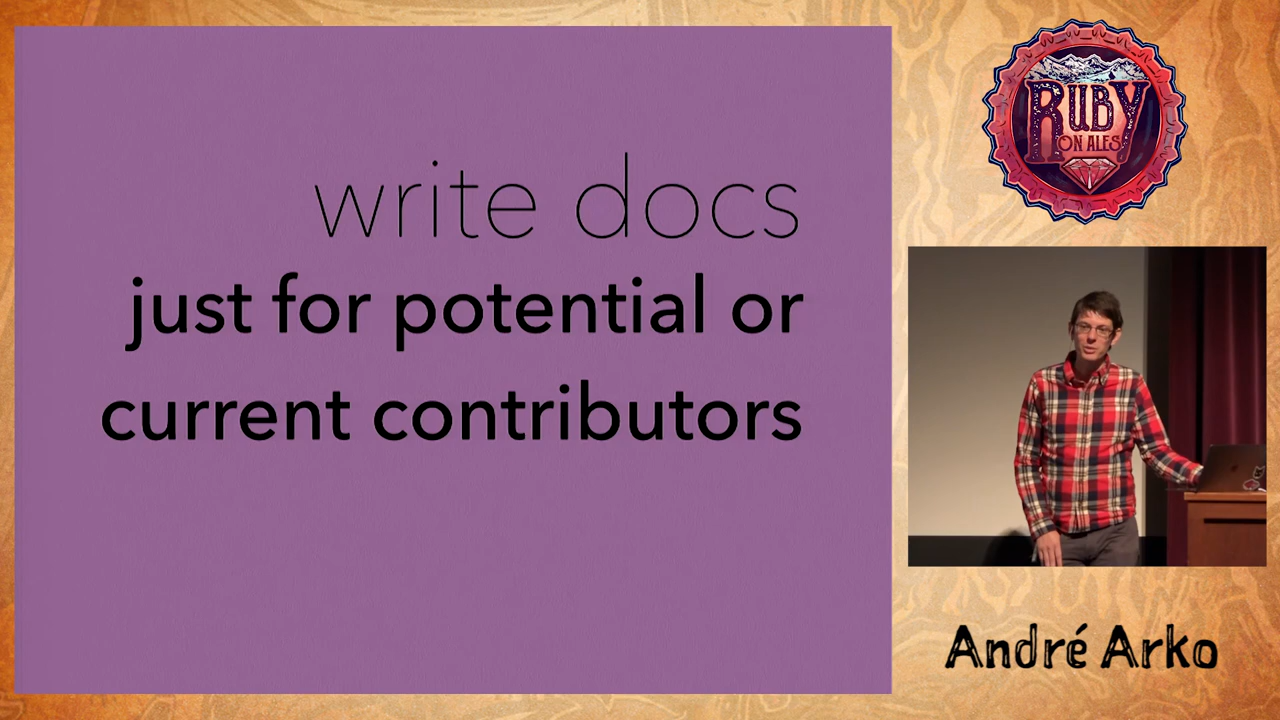 write docs
just for potential or
current contributors
RUBY
ON ALES
André Arko